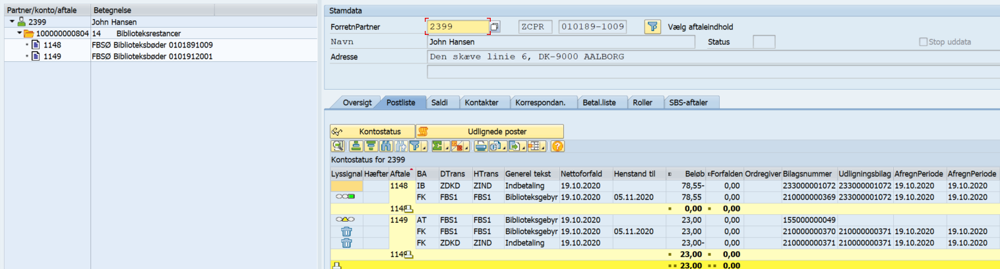 Partner/konto/aftale Betegnelse
2399 John Hansen
100000000804 14 Biblioteksrestancer
1148 FBSØ Biblioteksbøder 0101891009
1149 FBSØ Biblioteksbøder 0101912001
Stamdata
ForretnPartner 2399 ZCPR 010189-1009 Vælg aftaleindhold
Navn John Hansen Status Stop uddata
Adresse Den skæve linie 6, DK-9000 AALBORG
Oversigt Postliste Saldi Kontakter Korrespondan. Betal.liste Roller SBS-aftaler
Kontostatus Udlignede poster
Kontostatus for 2399
Lyssignal Hæfter Aftale BA DTrans HTrans Generel tekst Nettoforfald Henstand til Beløb Forfalden Ordregiver Bilagsnummer Udligningsbilag AfregnPeriode AfregnPeriode
1148 IB ZDKD ZIND Indbetaling 19.10.2020 78,55- 0,00 233000001072 233000001072 19.10.2020 19.10.2020
FK FBS1 FBS1 Biblioteksgebyr 19.10.2020 05.11.2020 78,55 0,00 210000000369 233000001072 19.10.2020 19.10.2020
1148 0,00 0,00
1149 AT FBS1 FBS1 Biblioteksgebyr 19.10.2020 23,00 0,00 155000000049
FK FBS1 FBS1 Biblioteksgebyr 19.10.2020 05.11.2020 23,00 0,00 210000000370 210000000371 19.10.2020 19.10.2020
FK ZDKD ZIND Indbetaling 19.10.2020 23,00- 0,00 210000000371 210000000371 19.10.2020 19.10.2020
1149 23,00 0,00
23,00 0,00